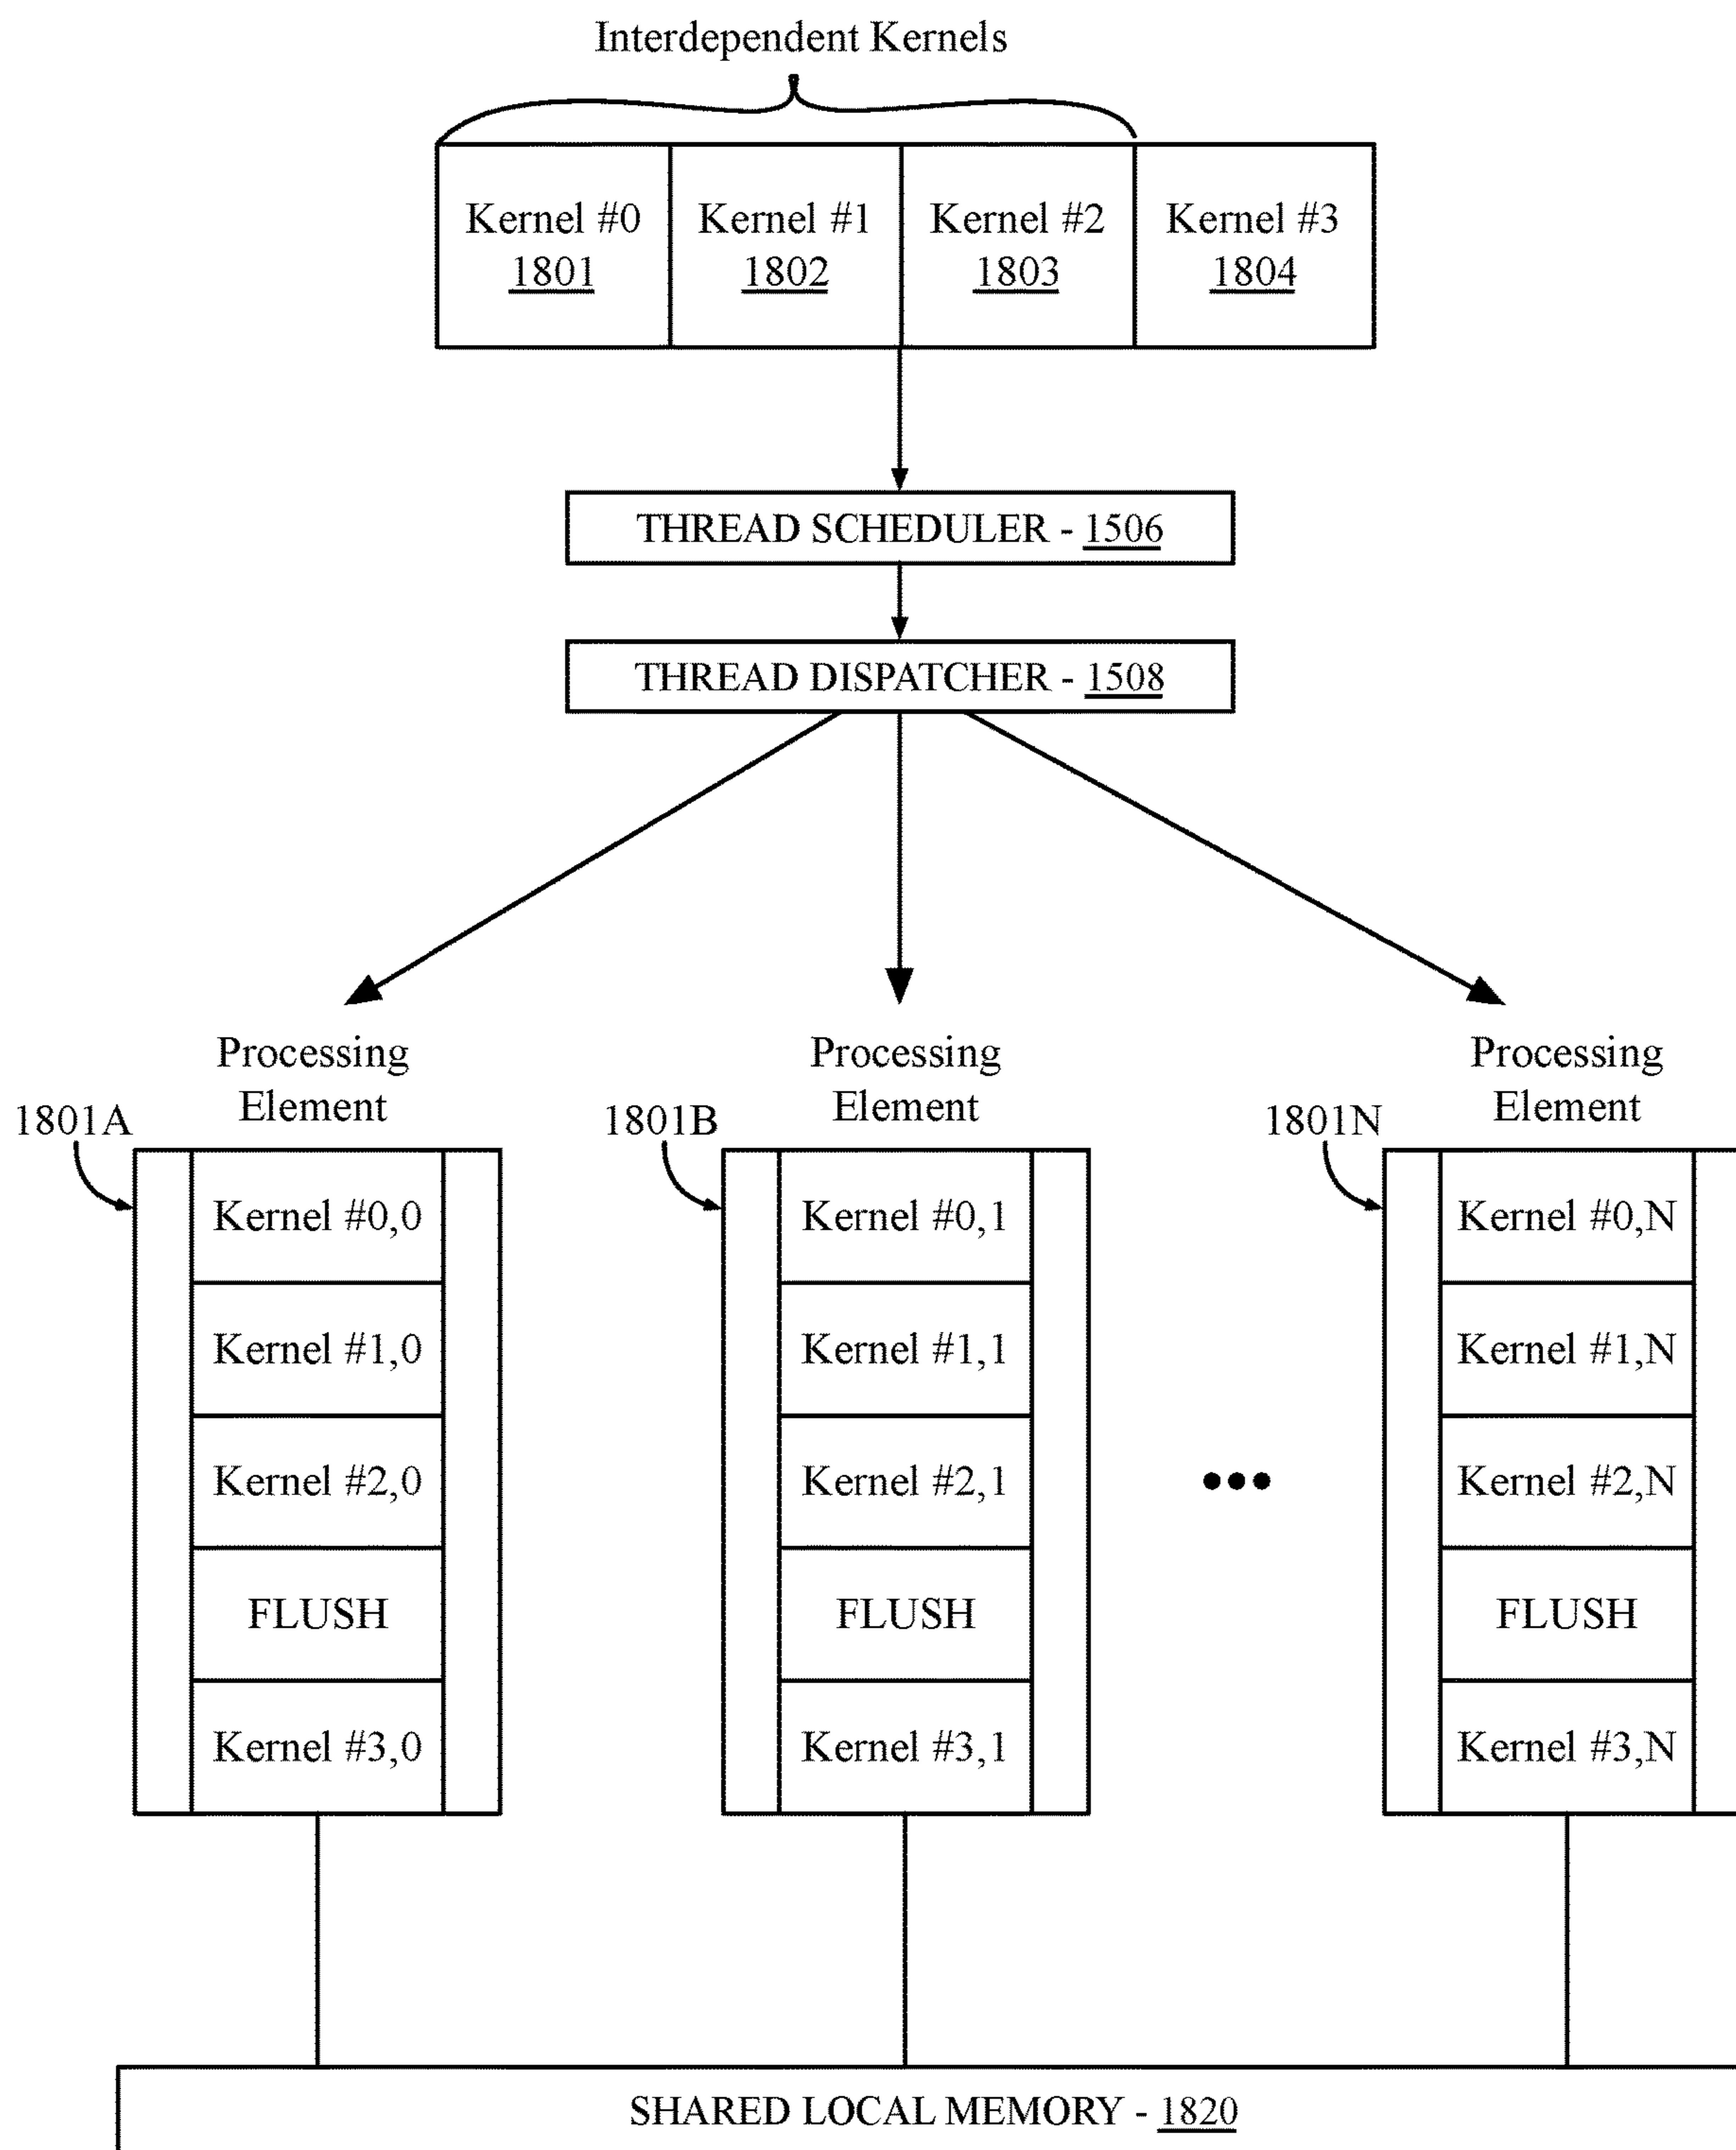 Interdependent Kernels
Kernel #0 Kernel #1 Kernel #2 Kernel #3
1801 1802 1803 1804
THREAD SCHEDULER - 1506
THREAD DISPATCHER - 1508
Processing Processing Processing
Element Element Element
1801A 1801B 1801N
Kernel #0,0 Kernel #0,1 Kernel #0,N
Kernel #1,0 Kernel #1,1 Kernel #1,N
Kernel #2,0 Kernel #2,1 ••• Kernel #2,N
FLUSH FLUSH FLUSH
Kernel #3,0 Kernel #3,1 Kernel #3,N
SHARED LOCAL MEMORY - 1820